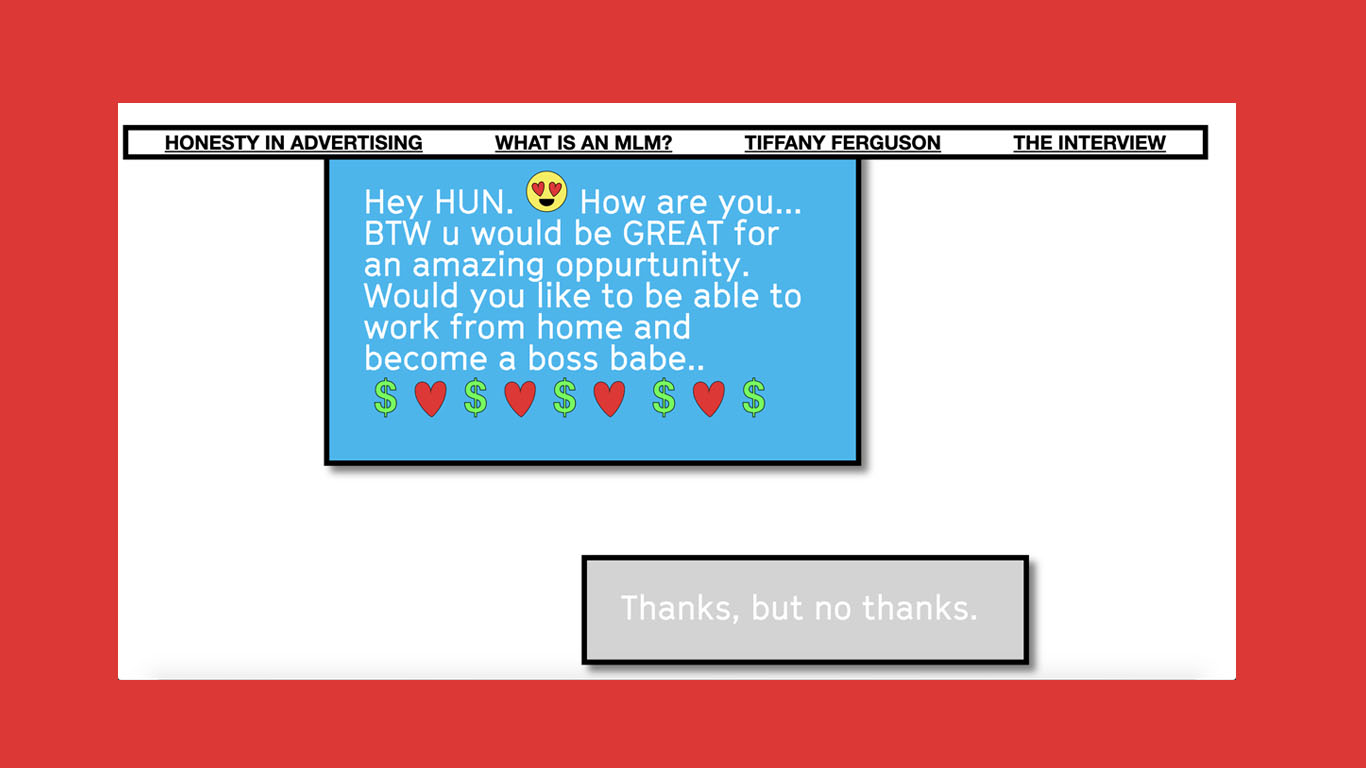 HONESTY IN ADVERTISING WHAT IS AN MLM? TIFFANY FERGUSON THE INTERVIEW
Hey HUN. 😍 How are you...
BTW u would be GREAT for
an amazing oppurtunity.
Would you like to be able to
work from home and
become a boss babe..
$ ♥ $ ♥ $ ♥ $ ♥ $
Thanks, but no thanks.